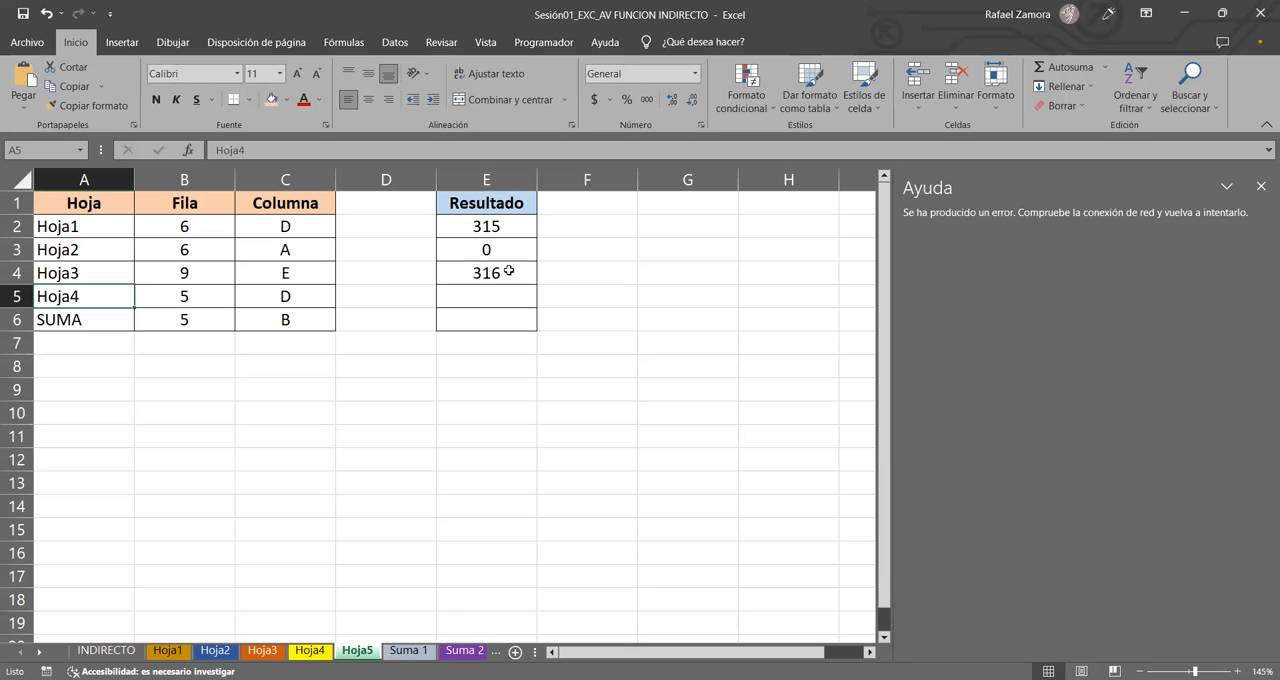 Sesión01_EXC_AV FUNCION INDIRECTO - Excel
Rafael Zamora
Archivo Inicio Insertar Dibujar Disposición de página Fórmulas Datos Revisar Vista Programador Ayuda ¿Qué desea hacer?
Pegar
Cortar
Copiar
Copiar formato
Portapapeles
Calibri 11
N K S
Fuente
Ajustar texto
Combinar y centrar
Alineación
General
$ % 000
Número
Formato condicional
Dar formato como tabla
Estilos de celda
Estilos
Insertar Eliminar Formato
Celdas
Autosuma
Rellenar
Borrar
Ordenar y filtrar
Buscar y seleccionar
Edición
A5 fx Hoja4
A B C D E F G H
1 Hoja Fila Columna Resultado
2 Hoja1 6 D 315
3 Hoja2 6 A 0
4 Hoja3 9 E 316
5 Hoja4 5 D
6 SUMA 5 B
7
8
9
10
11
12
13
14
15
16
17
18
19
Ayuda
Se ha producido un error. Compruebe la conexión de red y vuelva a intentarlo.
INDIRECTO Hoja1 Hoja2 Hoja3 Hoja4 Hoja5 Suma 1 Suma 2 ...
Listo Accesibilidad: es necesario investigar 145%